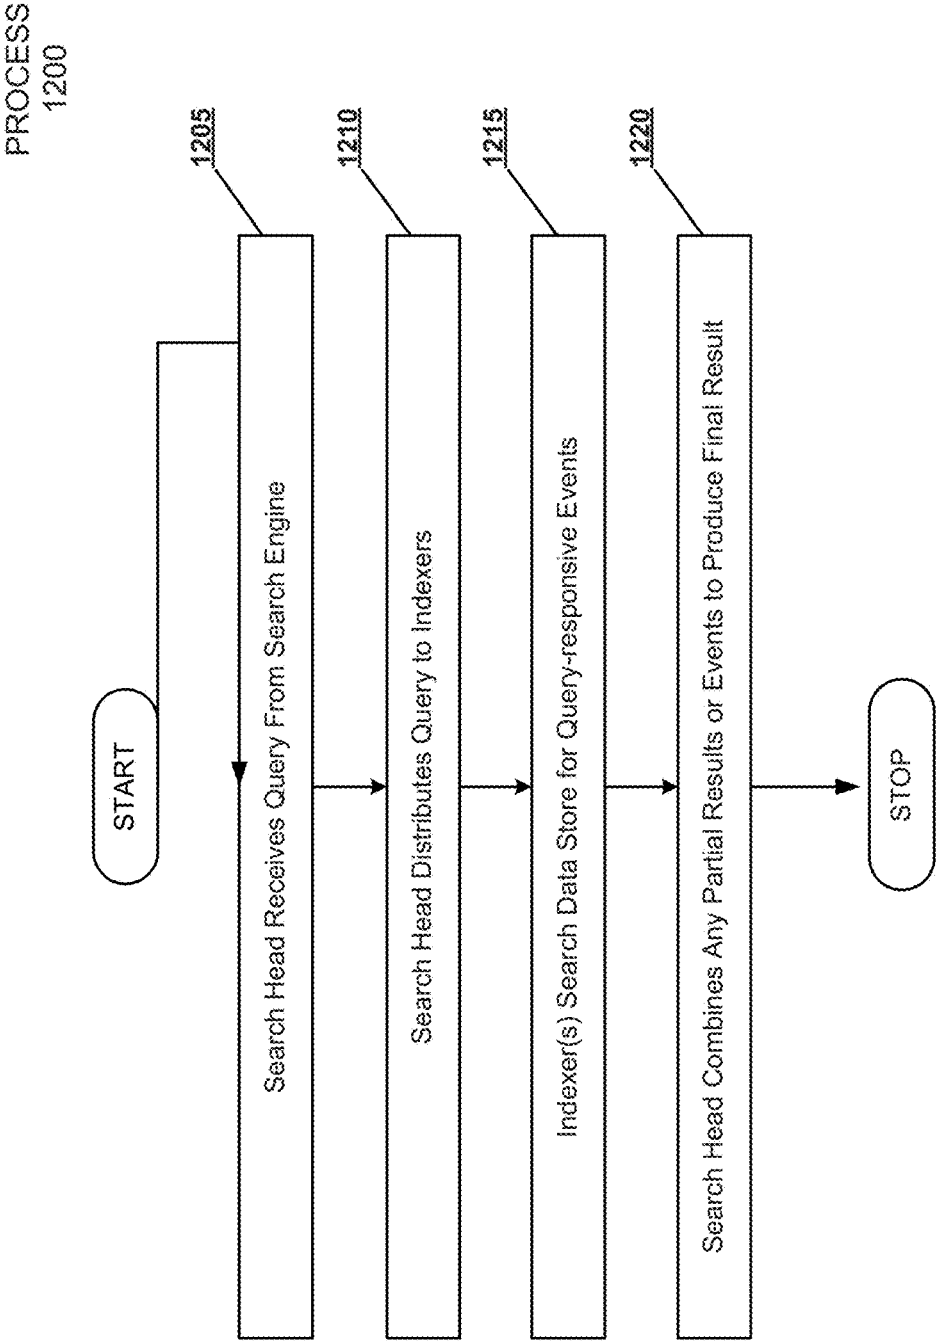 PROCESS
1200
START
1205
Search Head Receives Query From Search Engine
1210
Search Head Distributes Query to Indexers
1215
Indexer(s) Search Data Store for Query-responsive Events
1220
Search Head Combines Any Partial Results or Events to Produce Final Result
STOP